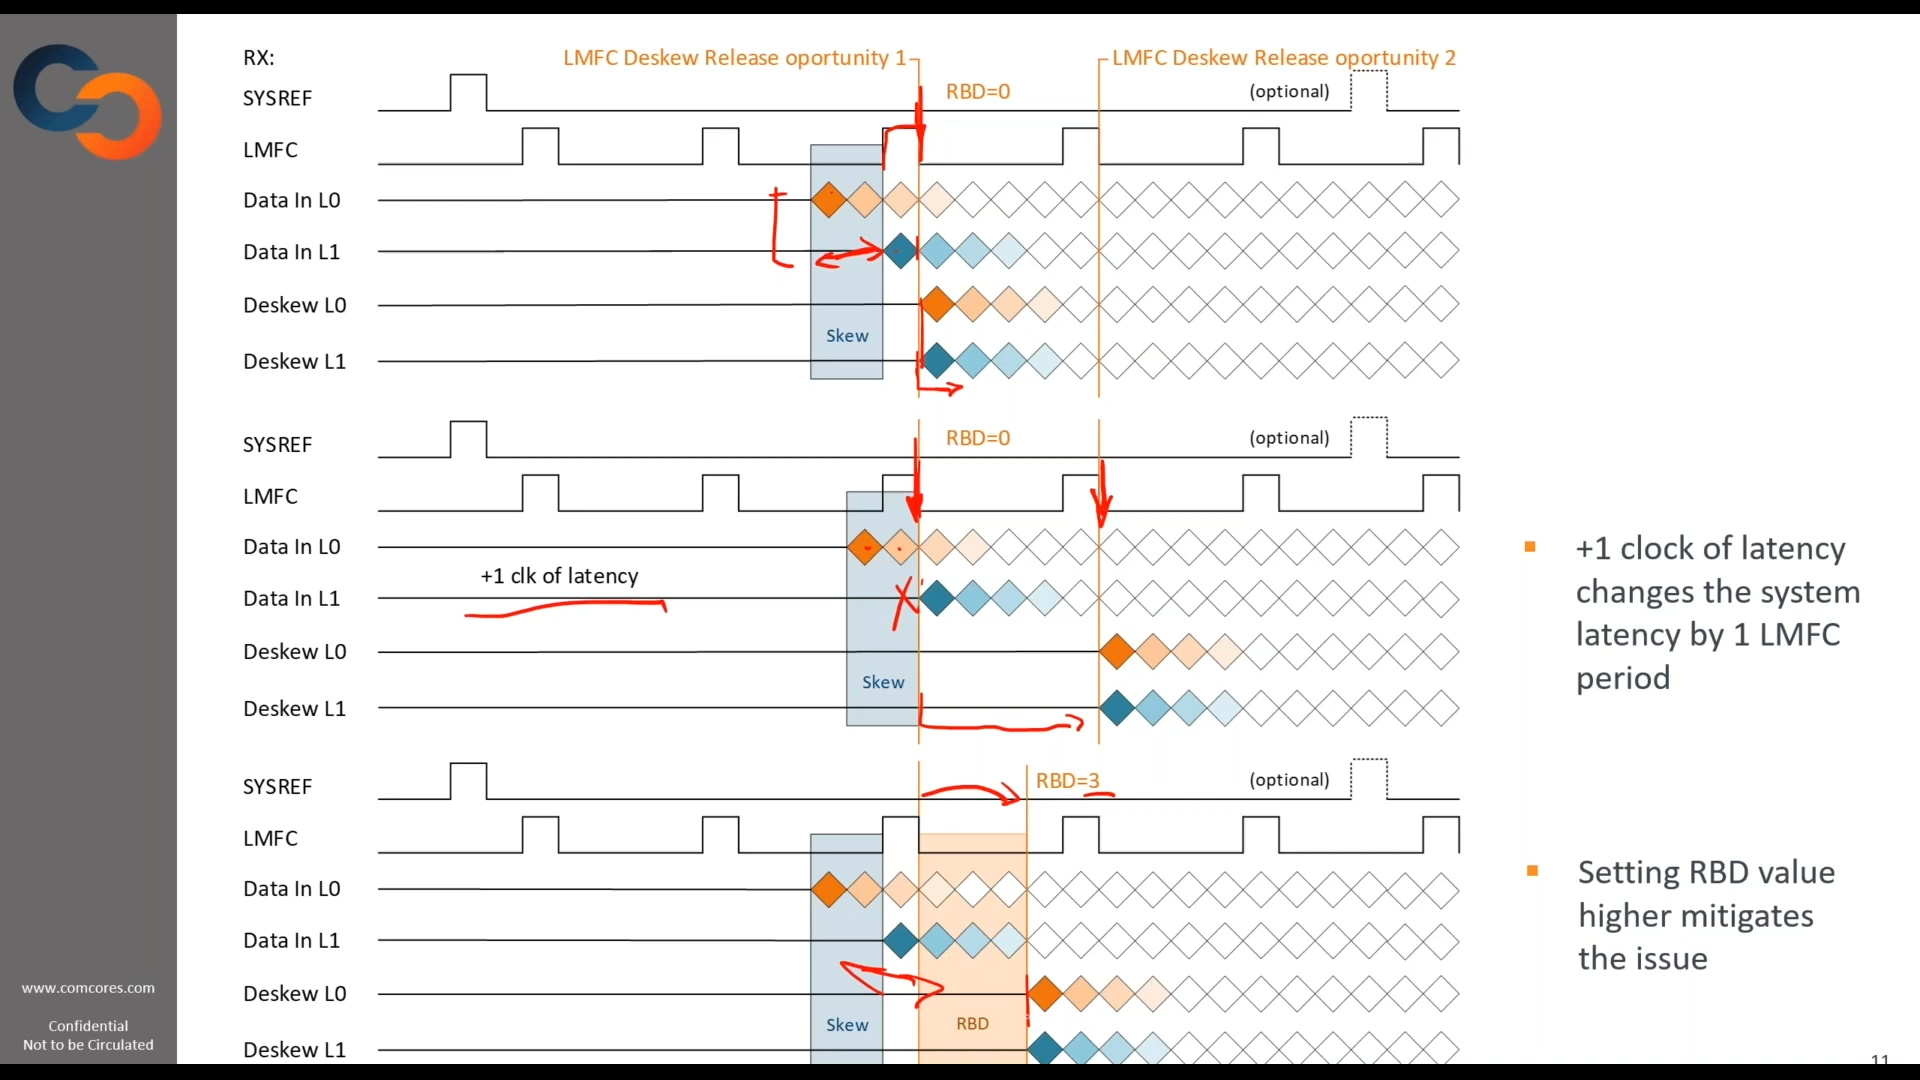 RX:
LMFC Deskew Release oportunity 1
LMFC Deskew Release oportunity 2
SYSREF
RBD=0
(optional)
LMFC
Data In L0
Data In L1
Deskew L0
Skew
Deskew L1
SYSREF
RBD=0
(optional)
LMFC
Data In L0
+1 clk of latency
Data In L1
Deskew L0
Skew
Deskew L1
SYSREF
RBD=3
(optional)
LMFC
Data In L0
Data In L1
Deskew L0
Skew
RBD
Deskew L1
+1 clock of latency
changes the system
latency by 1 LMFC
period
Setting RBD value
higher mitigates
the issue
www.comcores.com
Confidential
Not to be Circulated
11